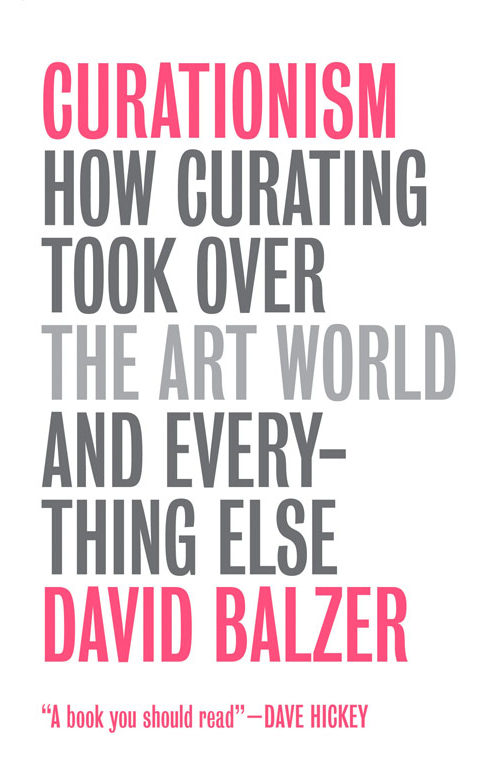 CURATIONISM
HOW CURATING
TOOK OVER
THE ART WORLD
AND EVERY–
THING ELSE
DAVID BALZER
“A book you should read”—DAVE HICKEY